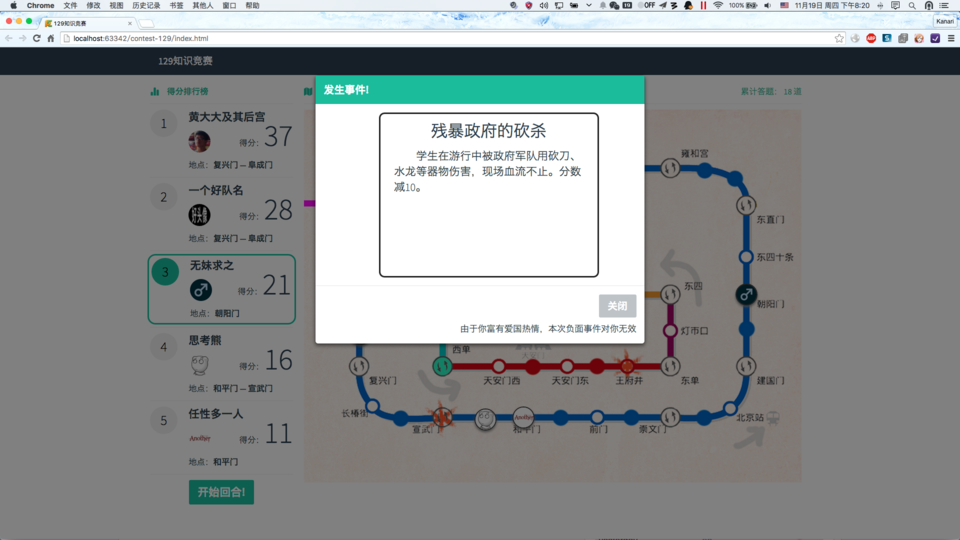 Chrome 文件 修改 视图 历史记录 书签 其他人 窗口 帮助
OFF 100% 11月19日 周四 下午8:20
129知识竞赛
Kanari
localhost:63342/contest-129/index.html
ABP
129知识竞赛
得分排行榜
累计答题： 18 道
1
黄大大及其后宫
得分： 37
地点：复兴门 — 阜成门
2
一个好队名
得分： 28
地点：复兴门 — 阜成门
3
无妹求之
得分： 21
地点：朝阳门
4
思考熊
得分： 16
地点：和平门 — 宣武门
5
任性多一人
得分： 11
地点：和平门
开始回合!
发生事件!
残暴政府的砍杀
学生在游行中被政府军队用砍刀、
水龙等器物伤害，现场血流不止。分数
减10。
关闭
由于你富有爱国热情，本次负面事件对你无效
雍和宫
东直门
东四十条
东四
朝阳门
灯市口
西单
天安门西
天安门东
王府井
东单
复兴门
建国门
长椿街
宣武门
和平门
前门
崇文门
北京站